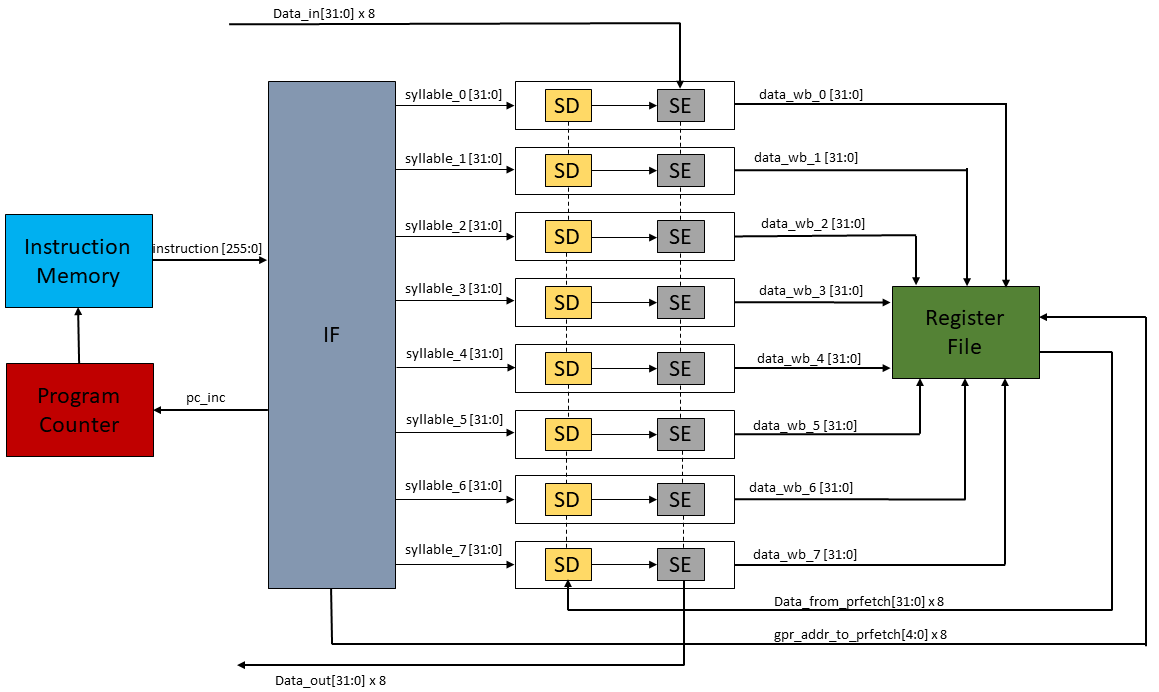 Data_in[31:0] x 8
syllable_0 [31:0]
SD
SE
data_wb_0 [31:0]
syllable_1 [31:0]
SD
SE
data_wb_1 [31:0]
syllable_2 [31:0]
SD
SE
data_wb_2 [31:0]
Instruction
Memory
instruction [255:0]
syllable_3 [31:0]
SD
SE
data_wb_3 [31:0]
Register
File
IF
syllable_4 [31:0]
SD
SE
data_wb_4 [31:0]
Program
Counter
pc_inc
syllable_5 [31:0]
SD
SE
data_wb_5 [31:0]
syllable_6 [31:0]
SD
SE
data_wb_6 [31:0]
syllable_7 [31:0]
SD
SE
data_wb_7 [31:0]
Data_from_prfetch[31:0] x 8
gpr_addr_to_prfetch[4:0] x 8
Data_out[31:0] x 8